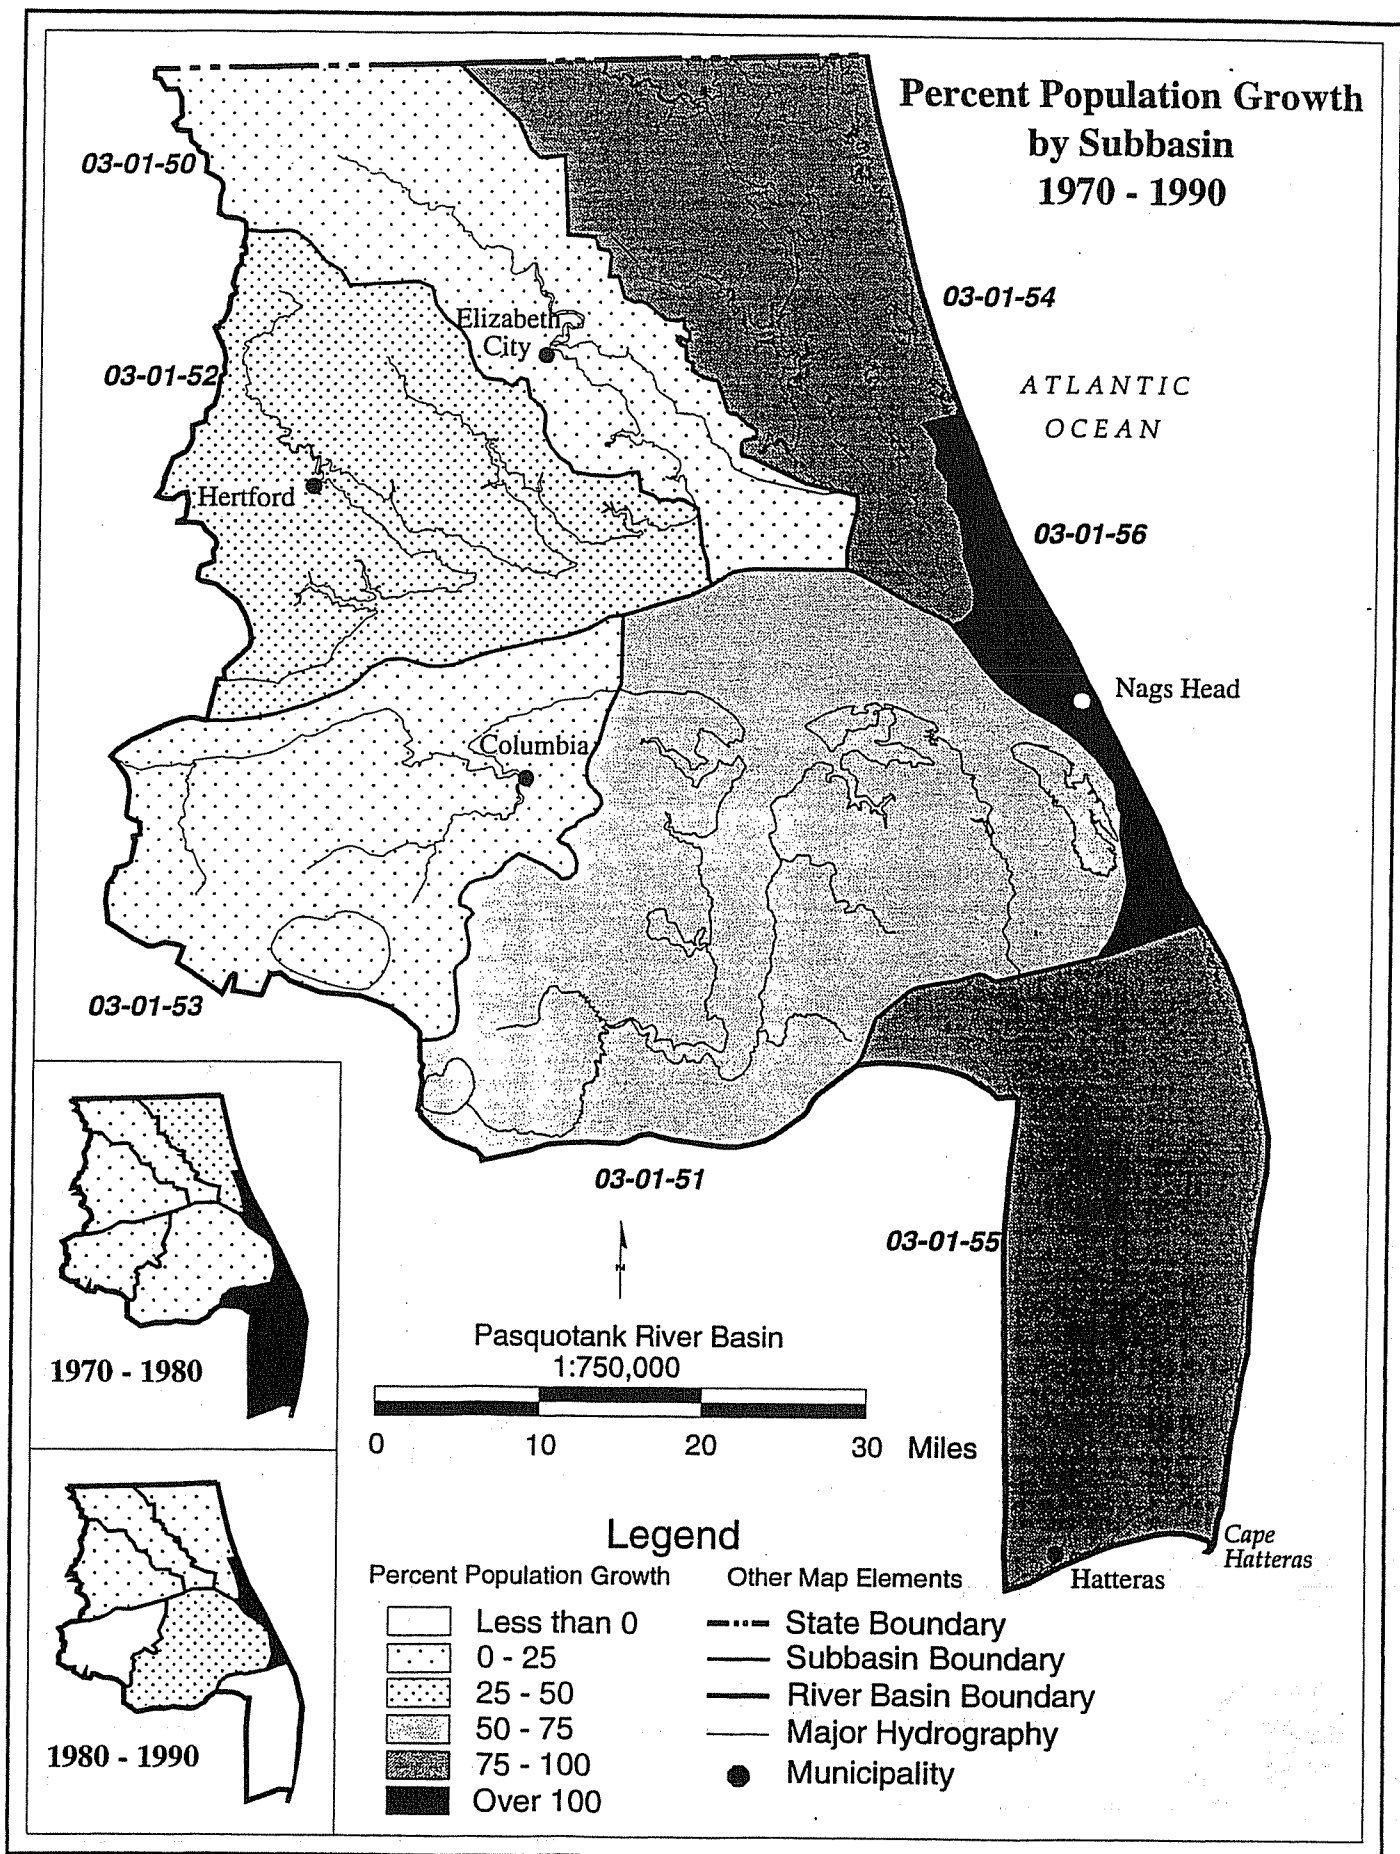 Percent Population Growth
by Subbasin
1970 - 1990
03-01-50
03-01-54
ATLANTIC
OCEAN
Elizabeth
City
03-01-52
Hertford
03-01-56
Nags Head
Columbia
03-01-53
03-01-51
03-01-55
N
Pasquotank River Basin
1:750,000
0 10 20 30 Miles
1970 - 1980
1980 - 1990
Cape
Hatteras
Hatteras
Legend
Percent Population Growth
Less than 0
0 - 25
25 - 50
50 - 75
75 - 100
Over 100
Other Map Elements
State Boundary
Subbasin Boundary
River Basin Boundary
Major Hydrography
Municipality